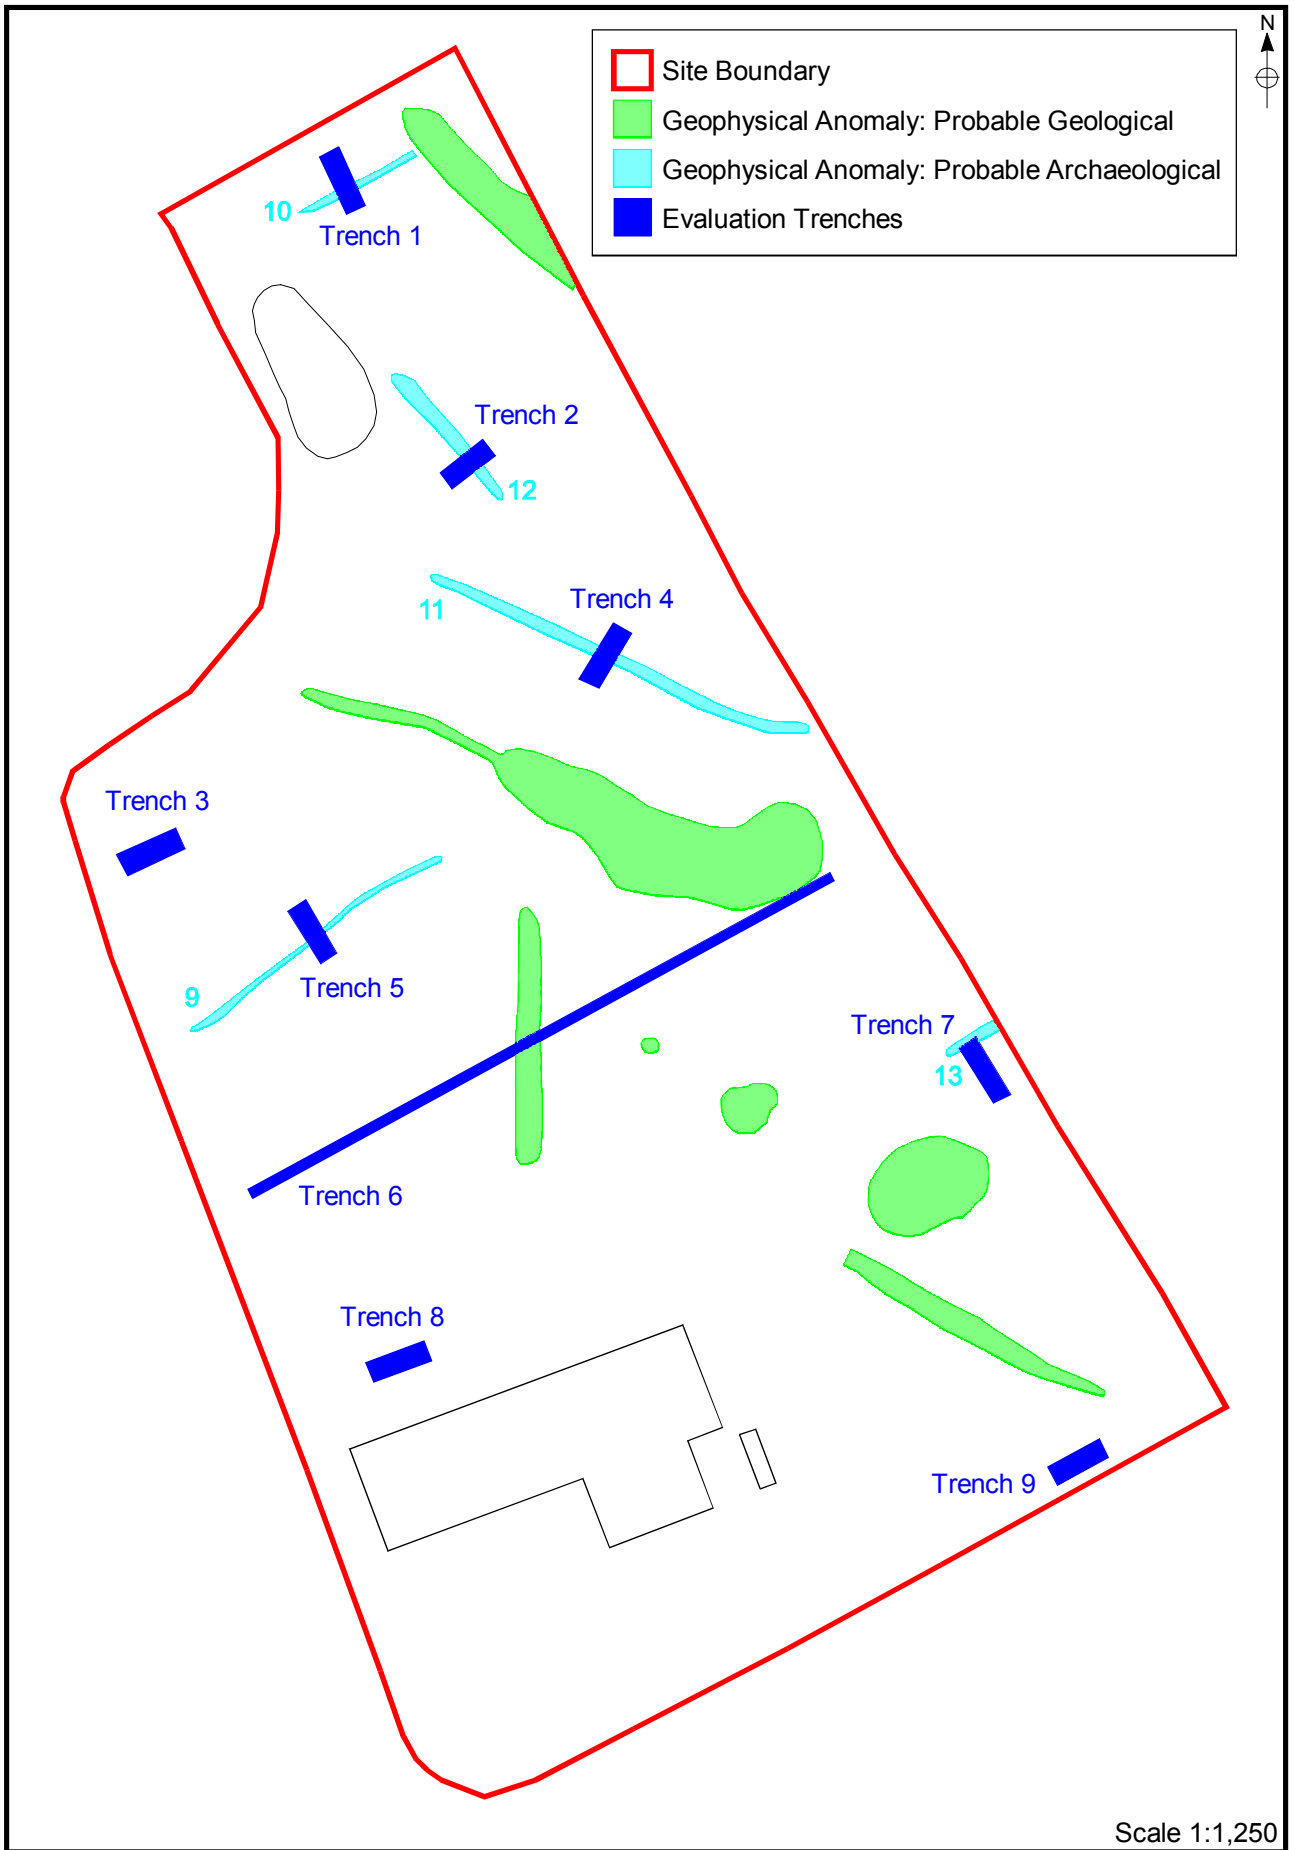 N
Site Boundary
Geophysical Anomaly: Probable Geological
Geophysical Anomaly: Probable Archaeological
Evaluation Trenches
10
Trench 1
Trench 2
12
11
Trench 4
Trench 3
9
Trench 5
Trench 7
13
Trench 6
Trench 8
Trench 9
Scale 1:1,250